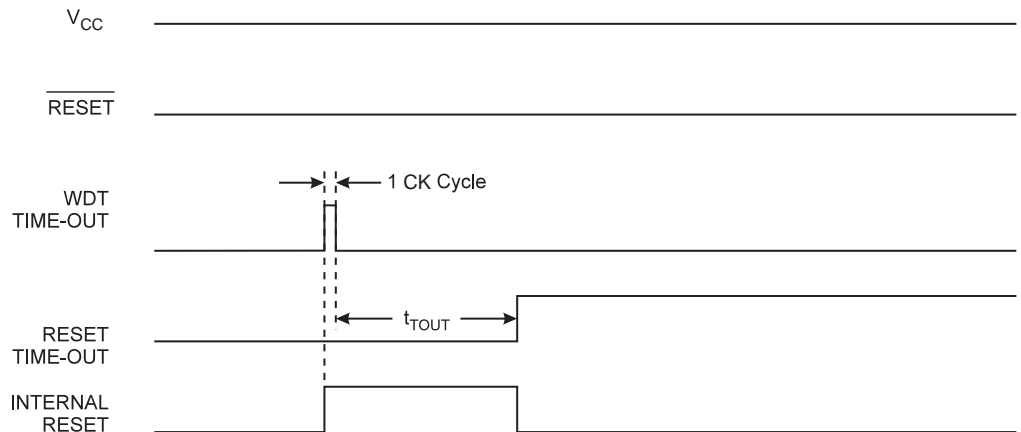 VCC
RESET
WDT
TIME-OUT
1 CK Cycle
RESET
TIME-OUT
tTOUT
INTERNAL
RESET